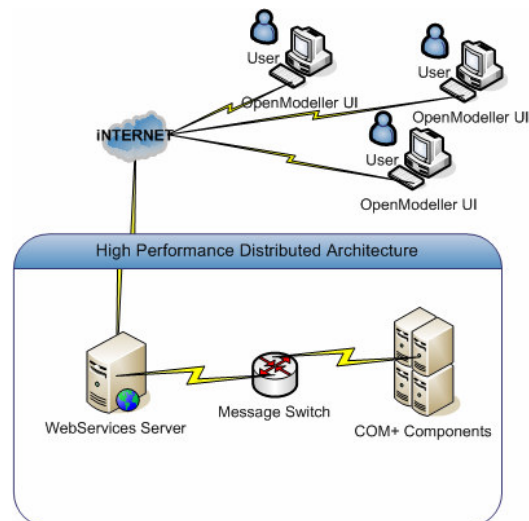 User
OpenModeller UI
User
OpenModeller UI
iNTERNET
User
OpenModeller UI
High Performance Distributed Architecture
WebServices Server
Message Switch
COM+ Components